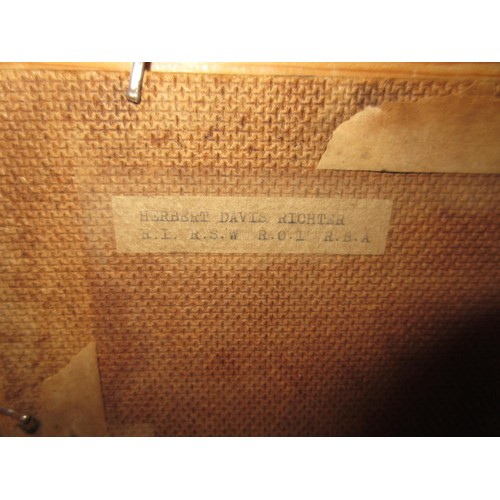 HERBERT DAVIS RICHTER
R.I. R.S.W R.O.I R.B.A